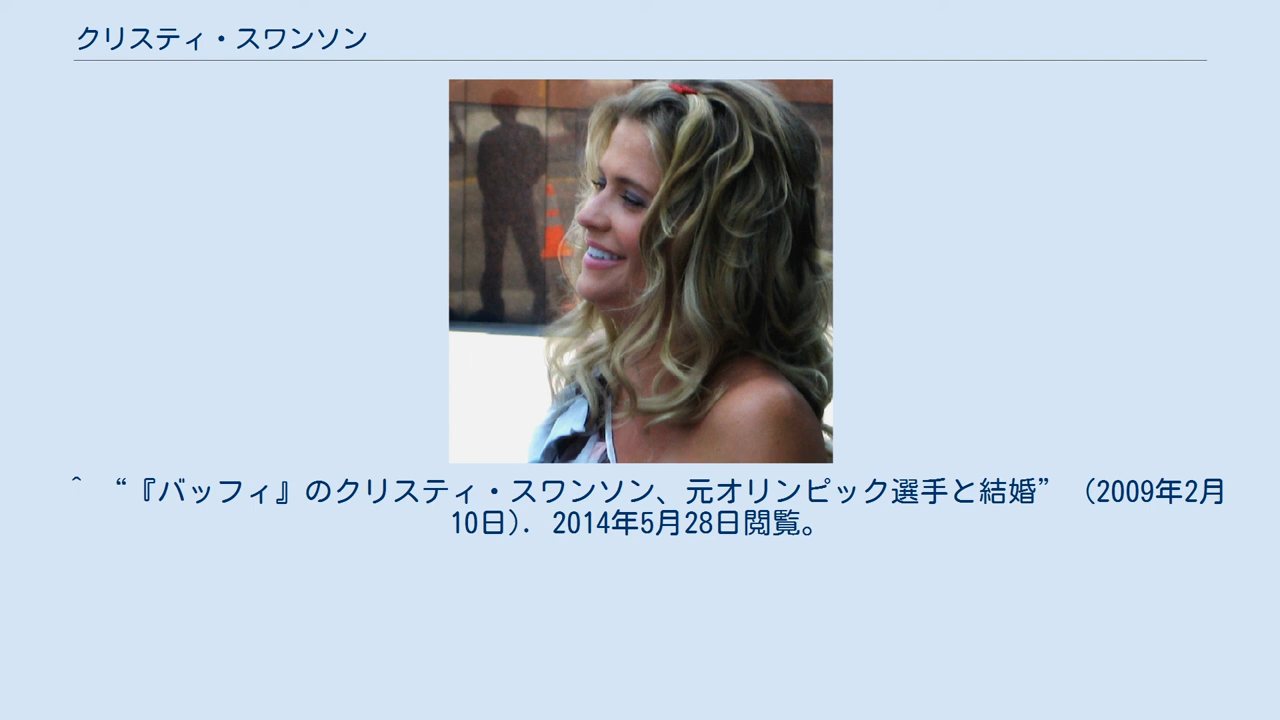 クリスティ・スワンソン
^ “『バッフィ』のクリスティ・スワンソン、元オリンピック選手と結婚” (2009年2月
10日). 2014年5月28日閲覧。